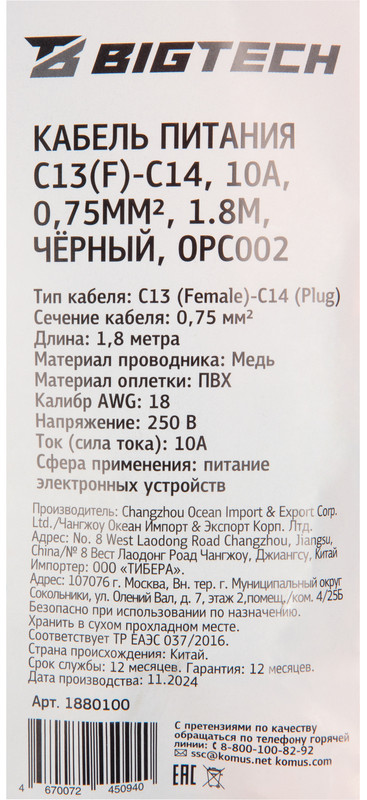 BIGTECH
КАБЕЛЬ ПИТАНИЯ
C13(F)-C14, 10A,
0,75ММ², 1.8М,
ЧЁРНЫЙ, OPC002
Тип кабеля: C13 (Female)-C14 (Plug)
Сечение кабеля: 0,75 мм²
Длина: 1,8 метра
Материал проводника: Медь
Материал оплетки: ПВХ
Калибр AWG: 18
Напряжение: 250 В
Ток (сила тока): 10А
Сфера применения: питание
электронных устройств
Производитель: Changzhou Ocean Import & Export Corp.
Ltd./Чангжоу Океан Импорт & Экспорт Корп. Лтд.
Адрес: No. 8 West Laodong Road Changzhou, Jiangsu,
China/№ 8 Вест Лаодонг Роад Чангжоу, Джиангсу, Китай
Импортер: ООО «ТИБЕРА».
Адрес: 107076 г. Москва, Вн. тер. г. Муниципальный округ
Сокольники, ул. Олений Вал, д. 7, этаж 2,помещ./ком. 4/25Б
Безопасно при использовании по назначению.
Хранить в сухом прохладном месте.
Соответствует ТР ЕАЭС 037/2016.
Страна происхождения: Китай.
Срок службы: 12 месяцев. Гарантия: 12 месяцев.
Дата производства: 11.2024
Арт. 1880100
С претензиями по качеству
обращаться по телефону горячей
линии: 8-800-100-82-92
ssc@komus.net komus.com
EAC
4 670072 450940